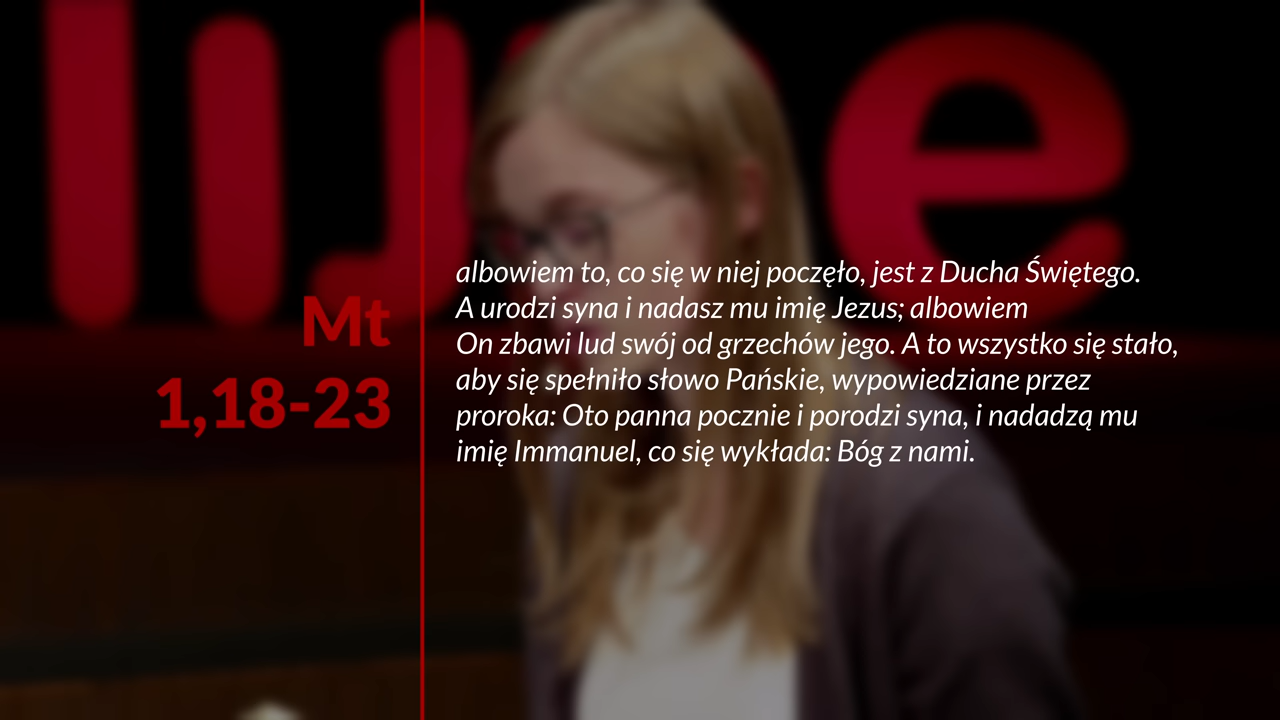 Mt
1,18-23
albowiem to, co się w niej poczęło, jest z Ducha Świętego.
A urodzi syna i nadasz mu imię Jezus; albowiem
On zbawi lud swój od grzechów jego. A to wszystko się stało,
aby się spełniło słowo Pańskie, wypowiedziane przez
proroka: Oto panna pocznie i porodzi syna, i nadadzą mu
imię Immanuel, co się wykłada: Bóg z nami.